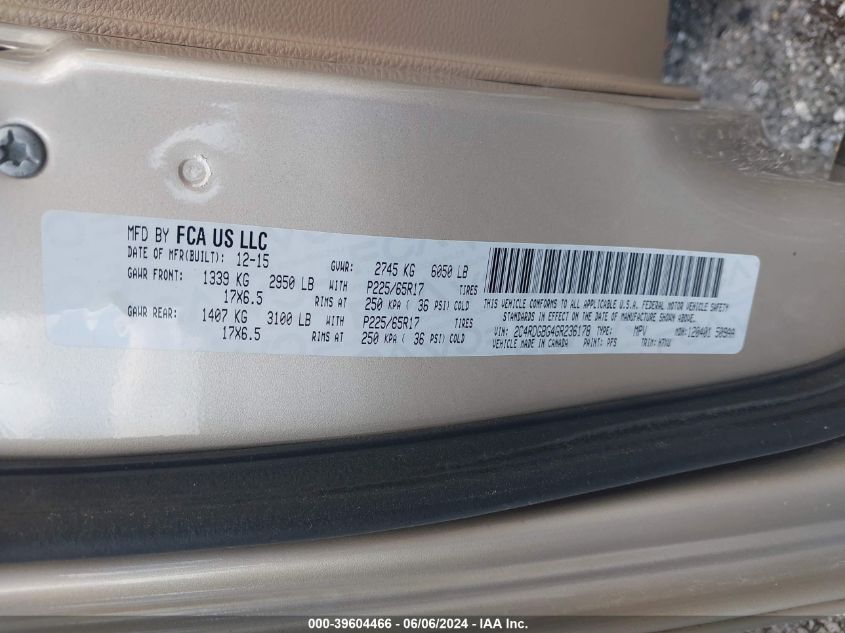 MFD BY FCA US LLC
DATE OF MFR(BUILT): 12-15 GVWR: 2745 KG 6050 LB
GAWR FRONT: 1339 KG 2950 LB WITH P225/65R17 TIRES
17X6.5 RIMS AT 250 KPA ( 36 PSI) COLD
GAWR REAR: 1407 KG 3100 LB WITH P225/65R17 TIRES
17X6.5 RIMS AT 250 KPA ( 36 PSI) COLD
THIS VEHICLE CONFORMS TO ALL APPLICABLE U.S.A. FEDERAL MOTOR VEHICLE SAFETY
STANDARDS IN EFFECT ON THE DATE OF MANUFACTURE SHOWN ABOVE.
VIN: 2C4RDGBG4GR236178 TYPE: MPV MDH: 120401 509AA
VEHICLE MADE IN CANADA PAINT: PFS TRIM:
000-39604466 - 06/06/2024 - IAA Inc.